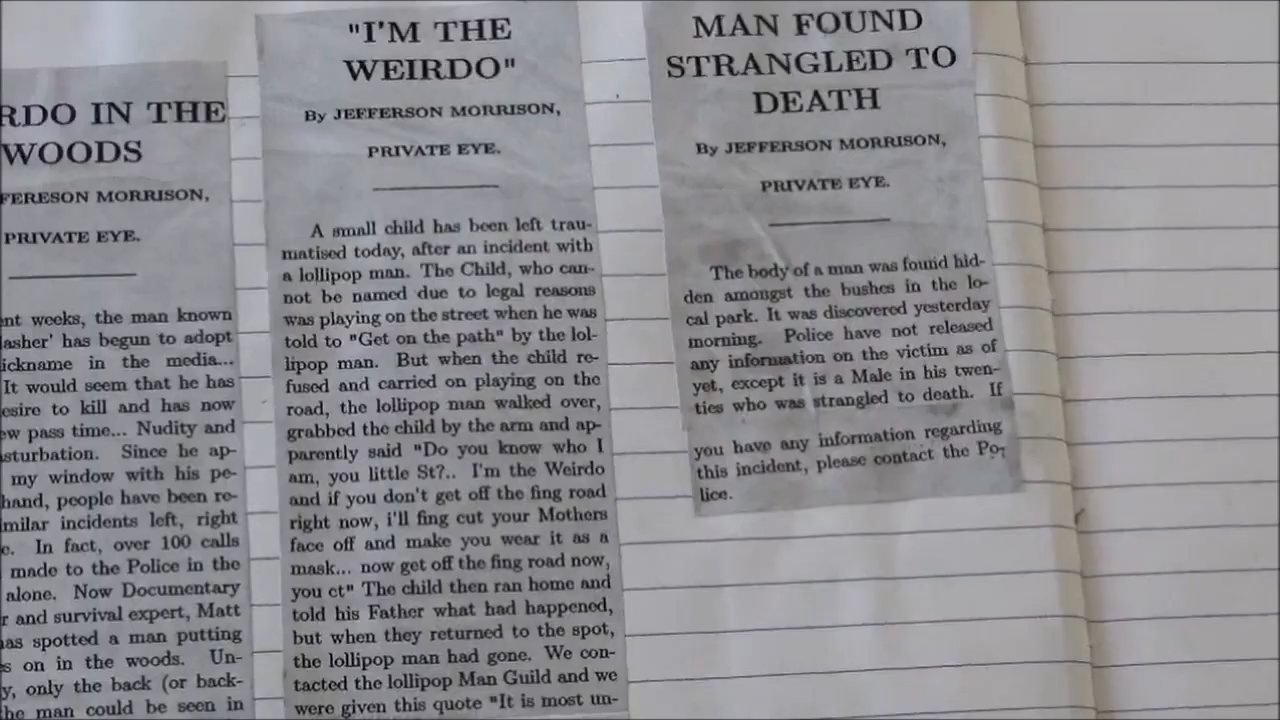 RDO IN THE
WOODS
FERESON MORRISON,
PRIVATE EYE.
nt weeks, the man known
asher' has begun to adopt
ickname in the media...
It would seem that he has
esire to kill and has now
ew pass time... Nudity and
sturbation. Since he ap-
my window with his pe-
hand, people have been re-
imilar incidents left, right
e. In fact, over 100 calls
made to the Police in the
alone. Now Documentary
r and survival expert, Matt
has spotted a man putting
s on in the woods. Un-
y, only the back (or back-
the man could be seen in
"I'M THE
WEIRDO"
By JEFFERSON MORRISON,
PRIVATE EYE.
A small child has been left trau-
matised today, after an incident with
a lollipop man. The Child, who can-
not be named due to legal reasons
was playing on the street when he was
told to "Get on the path" by the lol-
lipop man. But when the child re-
fused and carried on playing on the
road, the lollipop man walked over,
grabbed the child by the arm and ap-
parently said "Do you know who I
am, you little St?.. I'm the Weirdo
and if you don't get off the fing road
right now, i'll fing cut your Mothers
face off and make you wear it as a
mask... now get off the fing road now,
you ct" The child then ran home and
told his Father what had happened,
but when they returned to the spot,
the lollipop man had gone. We con-
tacted the lollipop Man Guild and we
were given this quote "It is most un-
MAN FOUND
STRANGLED TO
DEATH
By JEFFERSON MORRISON,
PRIVATE EYE.
The body of a man was found hid-
den amongst the bushes in the lo-
cal park. It was discovered yesterday
morning. Police have not released
any information on the victim as of
yet, except it is a Male in his twen-
ties who was strangled to death. If
you have any information regarding
this incident, please contact the Po-
lice.